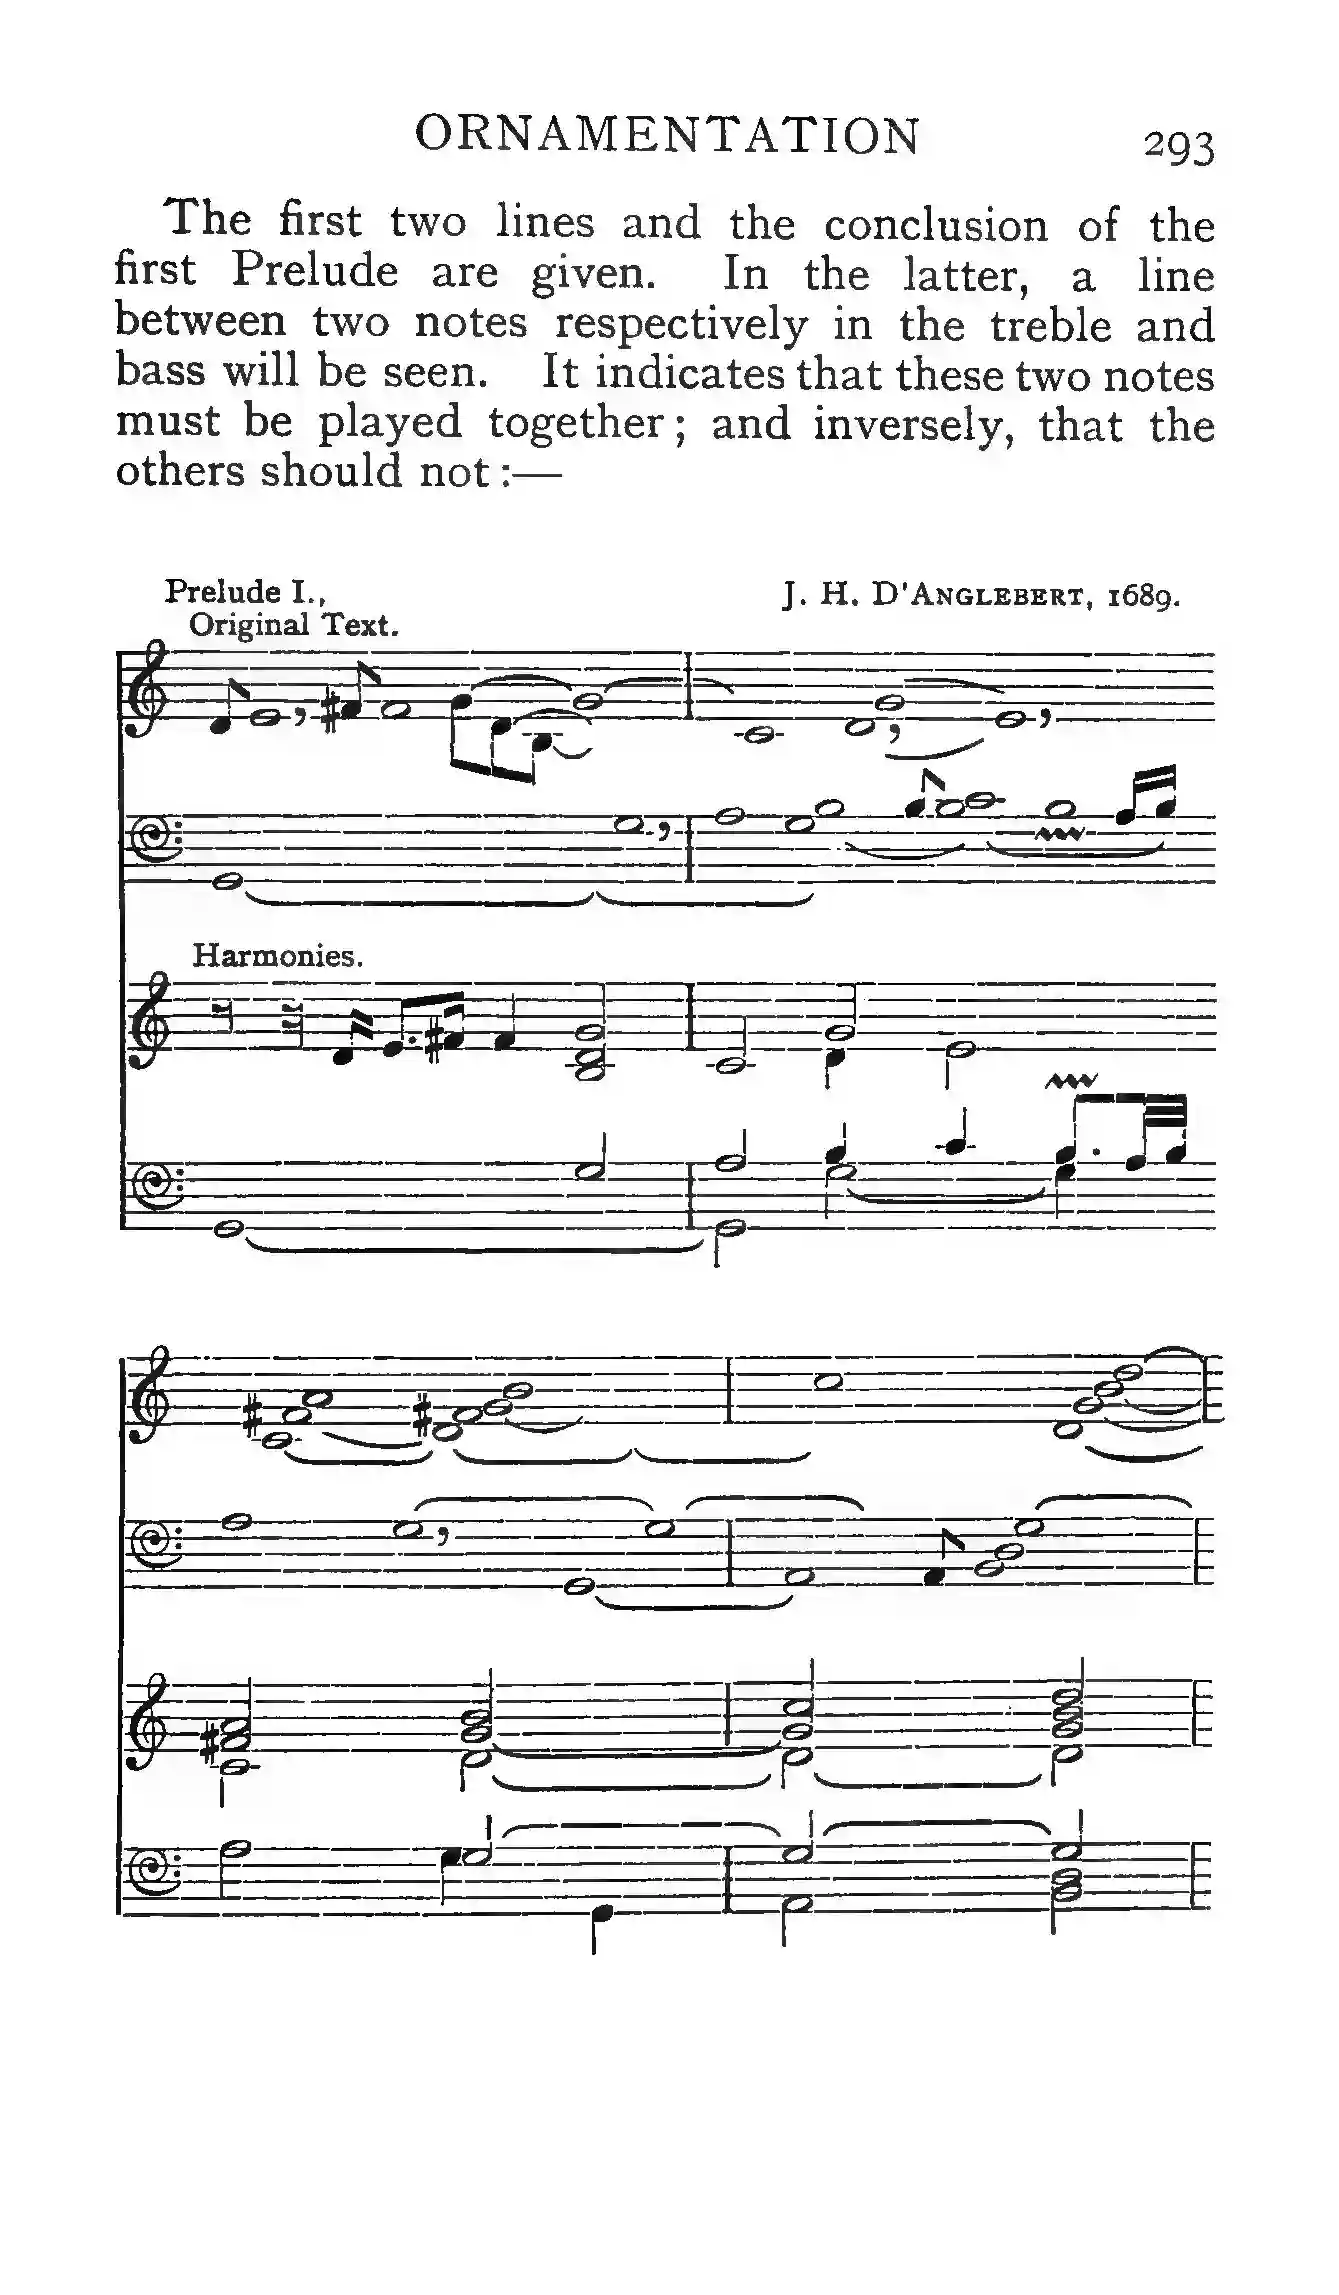 ORNAMENTATION 293
The first two lines and the conclusion of the
first Prelude are given. In the latter, a line
between two notes respectively in the treble and
bass will be seen. It indicates that these two notes
must be played together; and inversely, that the
others should not :—
Prelude I., J. H. D'ANGLEBERT, 1689.
Original Text.
Harmonies.